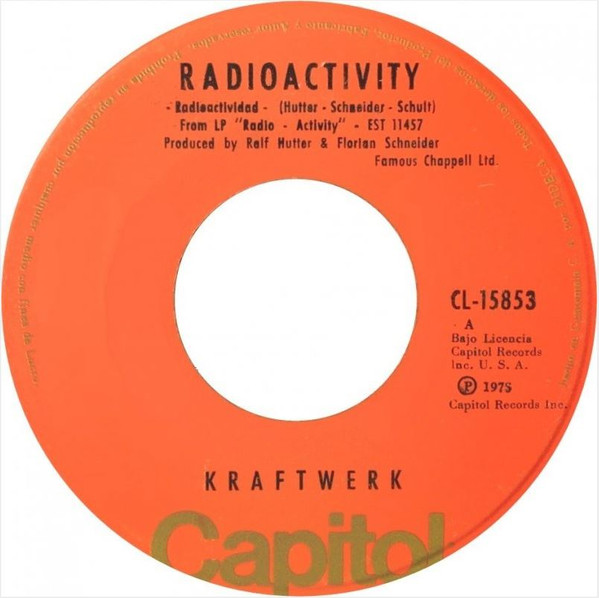 RADIOACTIVITY
- Radioactividad - (Hutter - Schneider - Schult)
From LP "Radio - Activity" - EST 11457
Produced by Ralf Hutter & Florian Schneider
Famous Chappell Ltd.
CL-15853
A
Bajo Licencia
Capitol Records
Inc. U. S. A.
Ⓟ 1975
Capitol Records Inc.
KRAFTWERK
Capitol